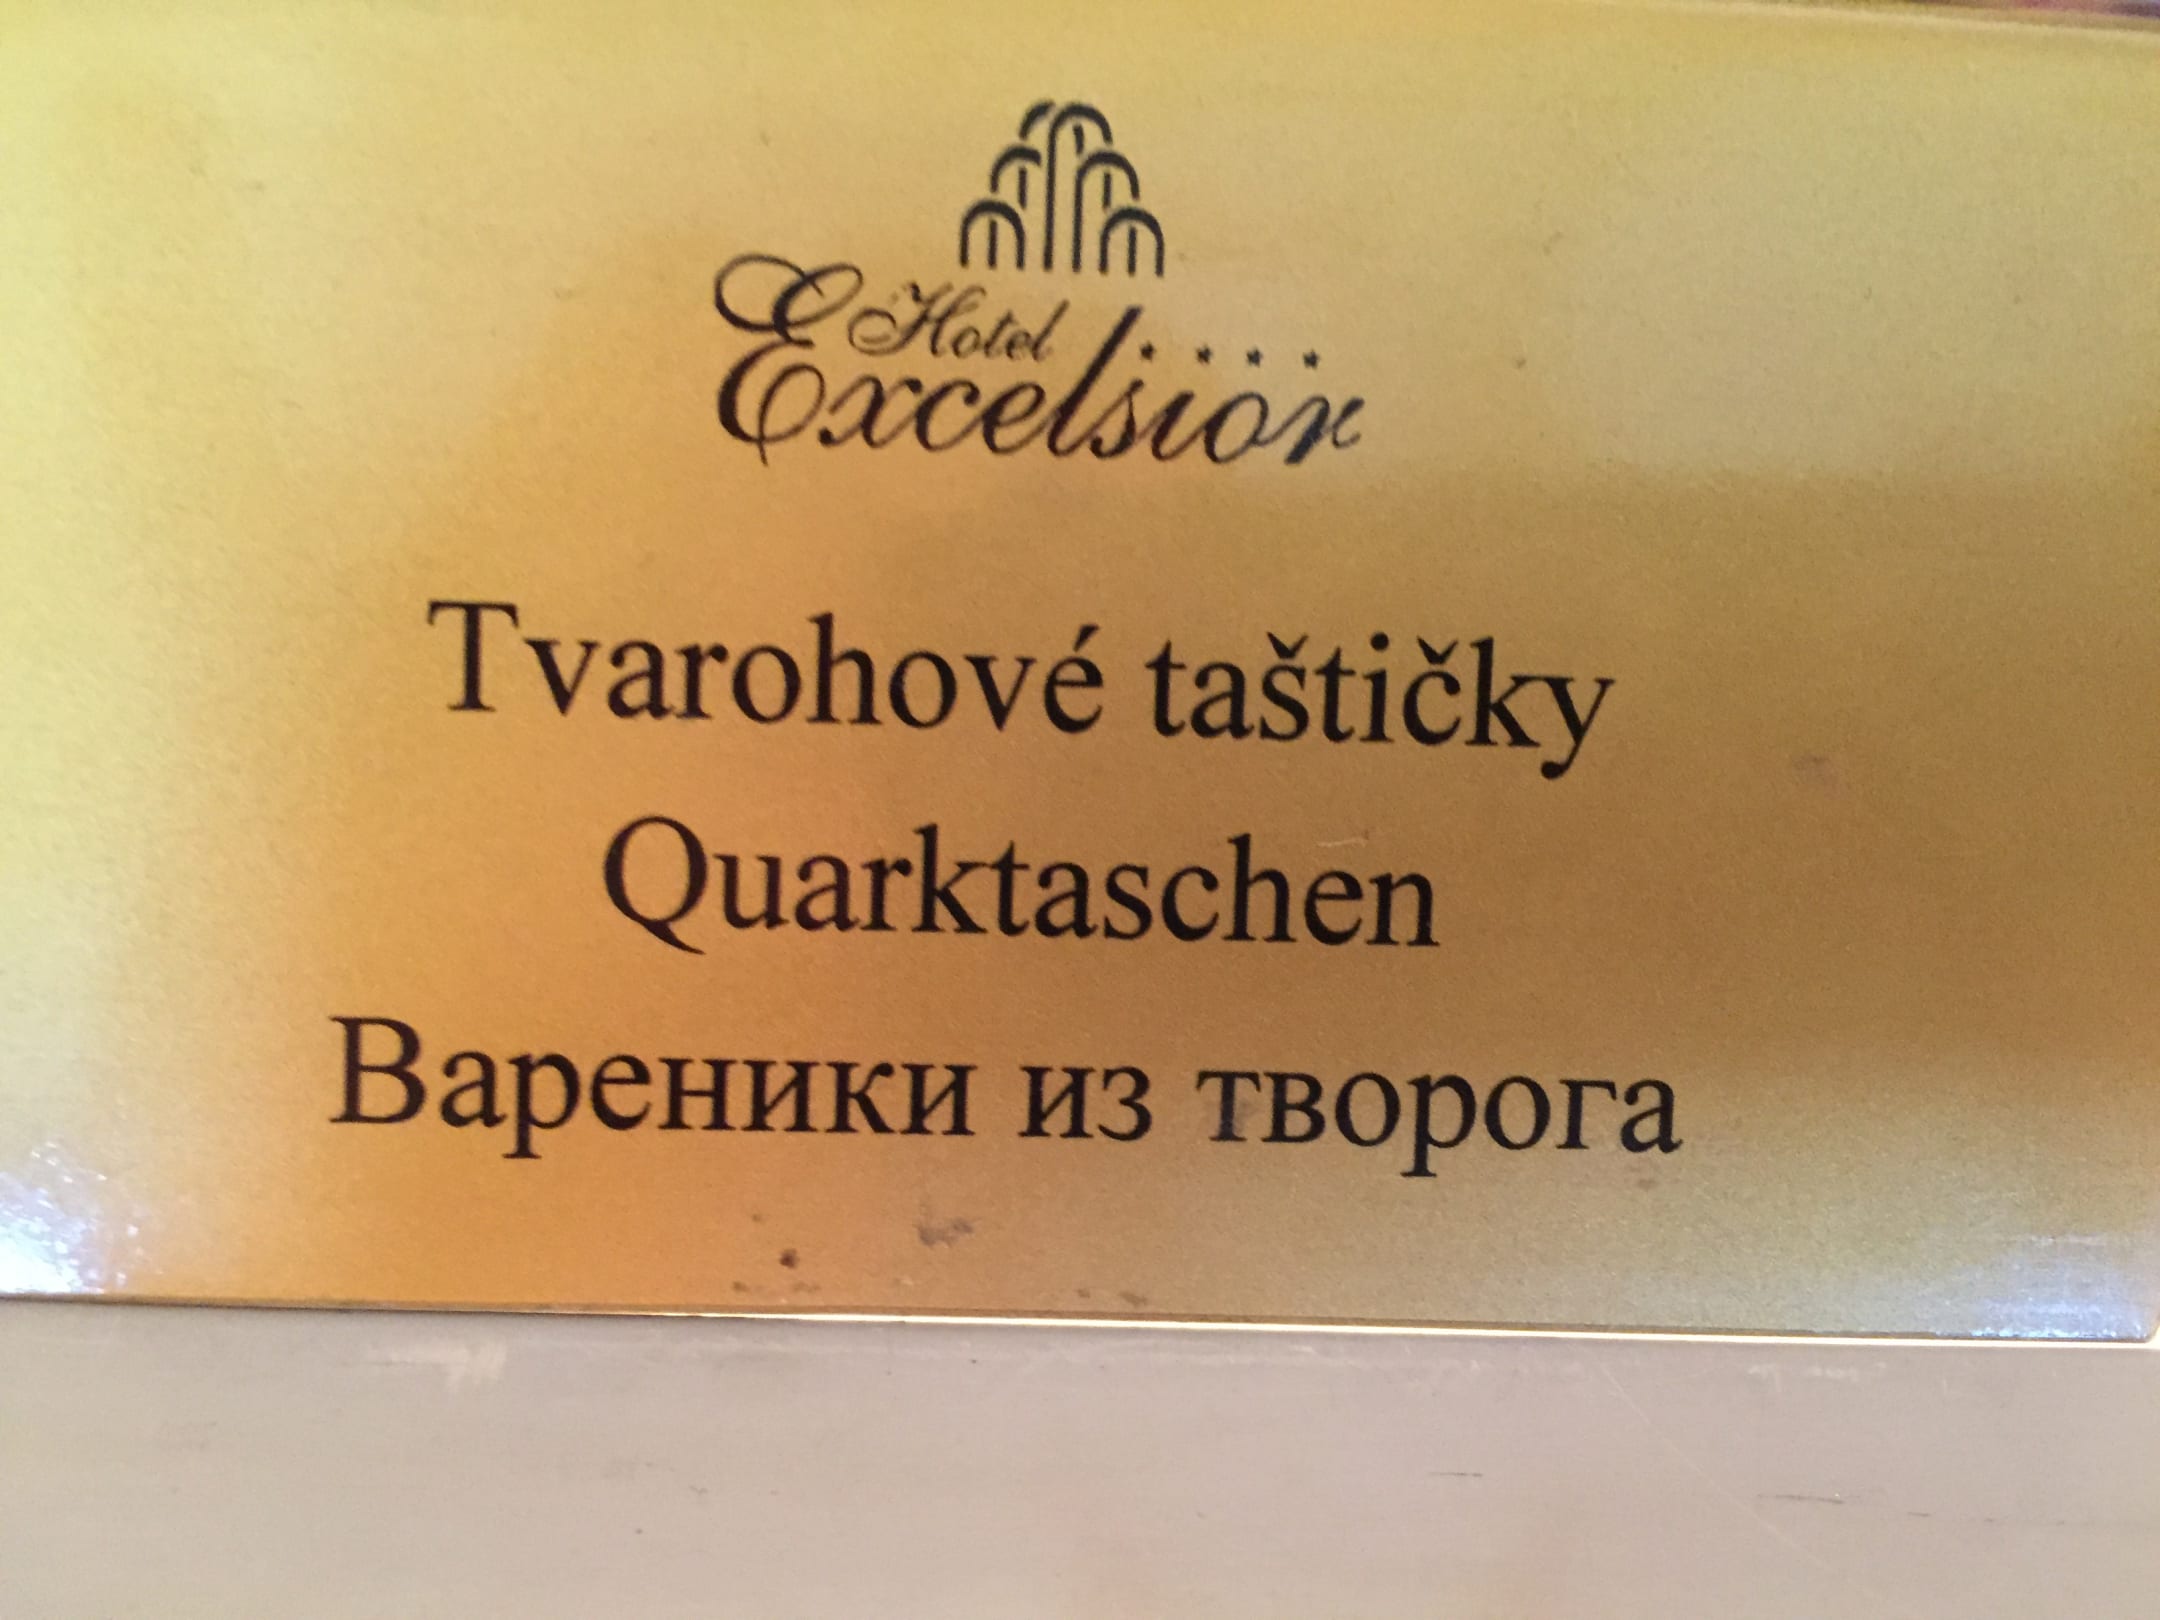 Hotel
Excelsior
Tvarohové taštičky
Quarktaschen
Вареники из творога